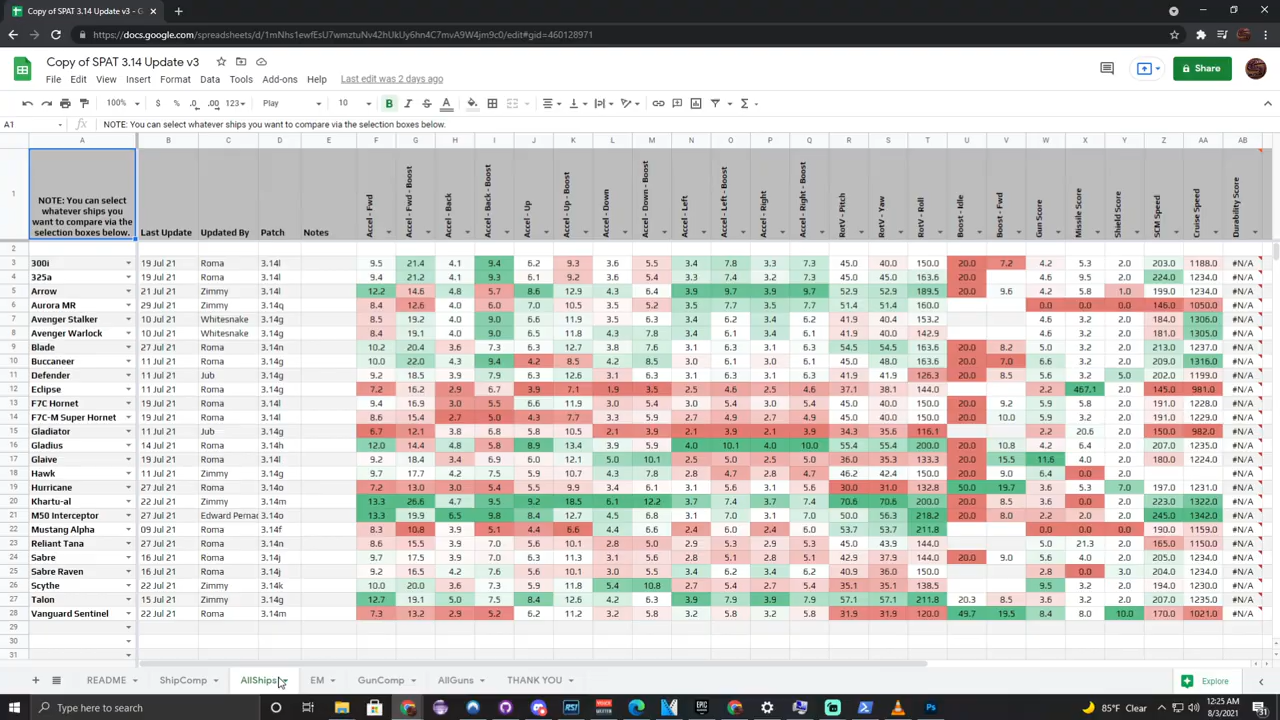 Copy of SPAT 3.14 Update v3 - G
docs.google.com/spreadsheets/d/1mNhs1ewfEsU7wmztuNv42hUkUy6hn4C7mvA9W4jm9c0/edit#gid=460128971
Copy of SPAT 3.14 Update v3
File Edit View Insert Format Data Tools Add-ons Help Last edit was 2 days ago
Share
100% $ % .0 .00 123 Play 10 B I S A
A1 fx NOTE: You can select whatever ships you want to compare via the selection boxes below.
A B C D E F G H I J K L M N O P Q R S T U V W X Y Z AA AB
1 NOTE: You can select whatever ships you want to compare via the selection boxes below. Last Update Updated By Patch Notes Accel - Fwd Accel - Fwd - Boost Accel - Back Accel - Back - Boost Accel - Up Accel - Up - Boost Accel - Down Accel - Down - Boost Accel - Left Accel - Left - Boost Accel - Right Accel - Right - Boost RotV - Pitch RotV - Yaw RotV - Roll Boost - Idle Boost - Fwd Gun Score Missile Score Shield Score SCM Speed Cruise Speed Durability Score
2
3 300i 19 Jul 21 Roma 3.14l 9.5 21.4 4.1 9.4 6.2 9.3 3.6 5.5 3.4 7.8 3.3 7.3 45.0 40.0 150.0 20.0 7.2 4.2 5.3 2.0 203.0 1188.0 #N/A
4 325a 19 Jul 21 Roma 3.14l 9.4 21.2 4.1 9.3 6.1 9.2 3.6 5.4 3.3 7.4 3.2 7.3 45.0 45.0 163.6 20.0 5.2 9.5 2.0 224.0 1234.0 #N/A
5 Arrow 21 Jul 21 Zimmy 3.14l 12.2 14.6 4.8 5.7 8.6 12.9 4.3 6.4 3.9 9.7 3.9 9.7 52.9 52.9 189.5 20.0 9.6 4.2 5.8 1.0 199.0 1234.0 #N/A
6 Aurora MR 29 Jul 21 Zimmy 3.14q 8.4 12.6 4.0 6.0 7.0 10.5 3.5 5.2 3.5 7.7 3.5 7.7 51.4 51.4 160.0 0.0 0.0 0.0 146.0 1050.0 #N/A
7 Avenger Stalker 10 Jul 21 Whitesnake 3.14g 8.5 19.2 4.0 9.0 6.6 11.9 3.5 6.3 3.4 6.2 3.4 6.2 41.9 40.4 153.2 4.6 3.2 2.0 184.0 1306.0 #N/A
8 Avenger Warlock 10 Jul 21 Whitesnake 3.14g 8.4 19.1 4.0 9.0 6.5 11.8 4.3 7.8 3.4 6.1 3.4 6.1 41.9 40.4 142.9 4.6 3.2 2.0 181.0 1305.0 #N/A
9 Blade 27 Jul 21 Roma 3.14o 10.2 20.4 3.6 7.3 6.3 12.7 3.8 7.6 3.1 6.3 3.1 6.3 54.5 54.5 163.6 20.0 8.2 5.0 4.2 2.0 213.0 1237.0 #N/A
10 Buccaneer 11 Jul 21 Roma 3.14g 10.0 22.0 4.3 9.4 4.2 8.5 4.2 8.5 3.0 6.1 3.0 6.1 45.0 48.0 163.6 20.0 7.0 6.6 4.2 2.0 209.0 1316.0 #N/A
11 Defender 11 Jul 21 Jub 3.14g 9.2 18.5 3.9 7.9 6.3 12.6 3.1 6.3 3.1 6.3 3.1 6.3 41.9 41.9 126.3 20.0 8.5 5.6 3.2 5.0 202.0 1199.0 #N/A
12 Eclipse 11 Jul 21 Roma 3.14g 7.2 16.2 2.9 6.7 3.9 7.1 1.9 3.5 2.5 4.6 2.5 4.6 37.1 38.1 144.0 2.2 467.1 2.0 145.0 981.0 #N/A
13 F7C Hornet 19 Jul 21 Roma 3.14l 9.4 16.9 3.0 5.5 6.6 11.9 3.0 5.4 3.0 5.4 3.0 5.4 45.0 40.0 150.0 20.0 9.2 5.9 5.8 2.0 191.0 1228.0 #N/A
14 F7C-M Super Hornet 19 Jul 21 Roma 3.14l 8.6 15.4 2.7 5.0 4.3 7.7 3.0 5.5 2.7 4.9 2.7 4.9 45.0 40.0 150.0 20.0 10.0 5.9 3.2 2.0 191.0 1229.0 #N/A
15 Gladiator 11 Jul 21 Jub 3.14g 6.7 12.1 3.8 6.8 5.8 10.5 2.1 3.9 2.1 3.9 2.1 3.9 34.3 35.6 116.1 2.2 20.6 2.0 150.0 982.0 #N/A
16 Gladius 14 Jul 21 Roma 3.14h 12.0 14.4 4.8 5.8 8.9 13.4 3.9 5.9 4.0 10.1 4.0 10.0 55.4 55.4 200.0 20.0 10.8 4.2 6.4 2.0 207.0 1235.0 #N/A
17 Glaive 19 Jul 21 Roma 3.14l 9.2 18.4 3.4 6.9 6.0 12.1 5.0 10.1 2.5 5.0 2.5 5.0 36.0 35.3 133.3 20.0 15.5 11.6 4.0 2.0 180.0 1224.0 #N/A
18 Hawk 11 Jul 21 Zimmy 3.14g 9.7 17.7 4.2 7.5 5.9 10.7 4.3 7.8 2.8 4.7 2.8 4.7 46.2 42.4 150.0 20.0 9.0 6.4 0.0 2.0 #N/A
19 Hurricane 27 Jul 21 Roma 3.14o 7.2 13.0 3.0 5.4 5.5 9.9 3.4 6.1 3.1 5.6 3.1 5.6 30.0 31.0 132.8 50.0 19.7 3.6 5.3 7.0 197.0 1231.0 #N/A
20 Khartu-al 22 Jul 21 Zimmy 3.14m 13.3 26.6 4.7 9.5 9.2 18.5 6.1 12.2 3.7 7.4 3.7 7.4 70.6 70.6 200.0 20.0 8.5 3.6 0.0 2.0 223.0 1322.0 #N/A
21 M50 Interceptor 27 Jul 21 Edward Pernac 3.14o 13.3 19.9 6.5 9.8 8.4 12.7 4.5 6.8 3.1 7.0 3.1 7.0 50.0 56.3 218.2 20.0 8.0 2.2 3.2 2.0 245.0 1342.0 #N/A
22 Mustang Alpha 09 Jul 21 Roma 3.14f 8.3 10.8 3.9 5.1 4.4 6.6 4.4 6.6 2.4 6.0 2.4 6.0 53.7 53.7 211.8 0.0 0.0 0.0 190.0 1159.0 #N/A
23 Reliant Tana 27 Jul 21 Roma 3.14n 8.6 15.5 3.9 7.0 5.6 10.1 2.8 5.0 2.9 5.3 2.9 5.3 45.0 43.9 144.0 5.0 21.3 2.0 165.0 1150.0 #N/A
24 Sabre 16 Jul 21 Roma 3.14j 9.7 17.5 3.9 7.0 6.3 11.3 3.1 5.6 2.8 5.1 2.8 5.1 42.9 37.9 144.0 20.0 9.0 5.6 4.0 2.0 204.0 1234.0 #N/A
25 Sabre Raven 16 Jul 21 Roma 3.14j 9.2 16.5 4.2 7.6 5.9 10.6 3.1 5.5 3.4 6.2 3.4 6.2 40.9 36.0 144.0 2.8 0.0 3.0 204.0 1234.0 #N/A
26 Scythe 22 Jul 21 Zimmy 3.14k 10.0 20.0 3.6 7.3 5.9 11.8 5.4 10.8 2.7 5.4 2.7 5.4 35.1 35.1 138.5 9.5 3.2 2.0 194.0 1230.0 #N/A
27 Talon 15 Jul 21 Zimmy 3.14g 12.7 19.1 5.0 7.5 8.4 12.6 4.2 6.3 3.9 7.9 3.9 7.9 57.1 57.1 211.8 20.3 8.5 3.6 8.5 2.0 207.0 1235.0 #N/A
28 Vanguard Sentinel 22 Jul 21 Roma 3.14m 7.3 13.2 2.9 5.2 6.2 11.2 3.2 5.8 3.2 5.8 3.2 5.8 31.9 31.9 120.0 49.7 19.5 8.4 8.0 10.0 170.0 1021.0 #N/A
29
30
31
README ShipComp AllShips EM GunComp AllGuns THANK YOU Explore
Type here to search 85°F Clear 12:25 AM
8/3/2021